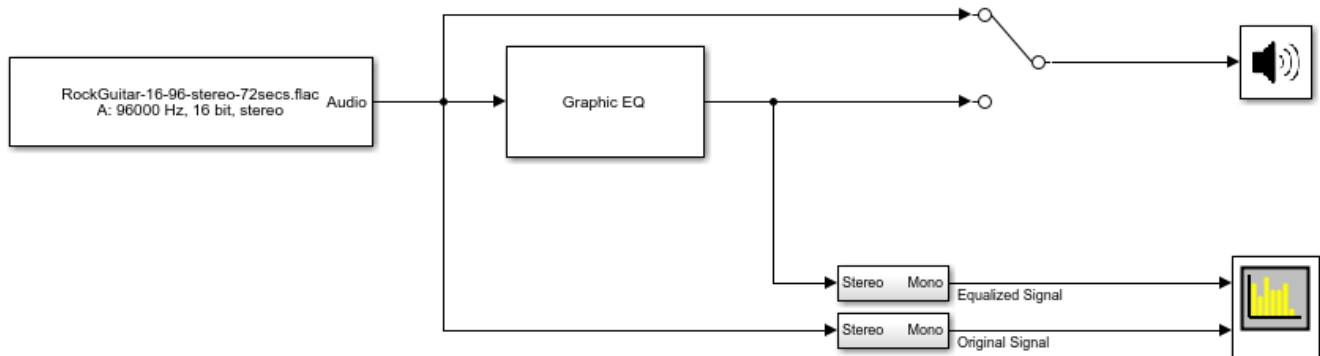 RockGuitar-16-96-stereo-72secs.flac
A: 96000 Hz, 16 bit, stereo
Audio
Graphic EQ
Stereo Mono
Equalized Signal
Stereo Mono
Original Signal